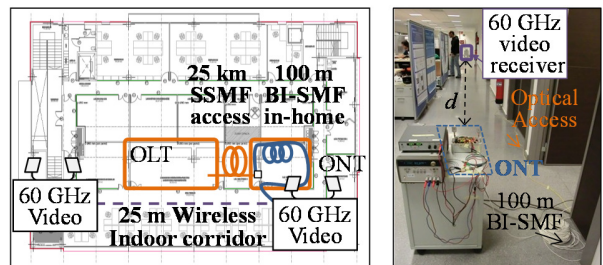 25 km
SSMF
access
100 m
BI-SMF
in-home
OLT
ONT
60 GHz
Video
60 GHz
Video
25 m Wireless
Indoor corridor
60 GHz
video
receiver
d
Optical
Access
ONT
100 m
BI-SMF